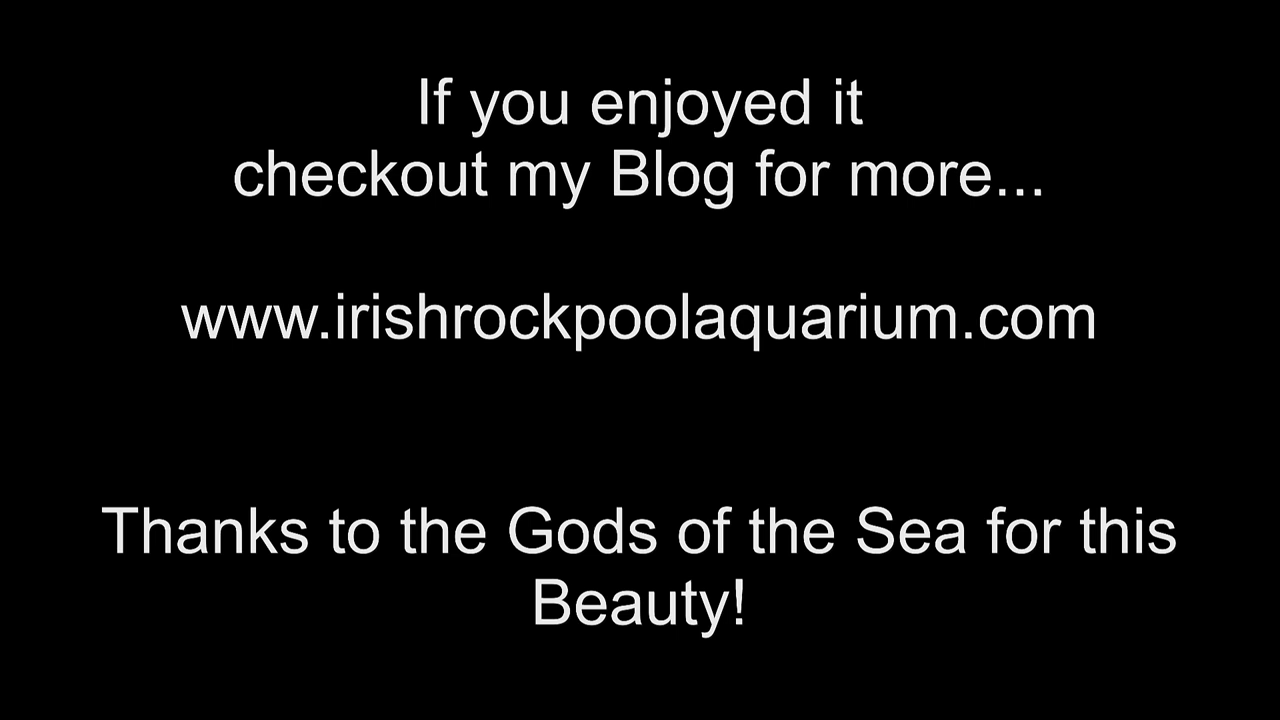 If you enjoyed it
checkout my Blog for more...
www.irishrockpoolaquarium.com
Thanks to the Gods of the Sea for this
Beauty!